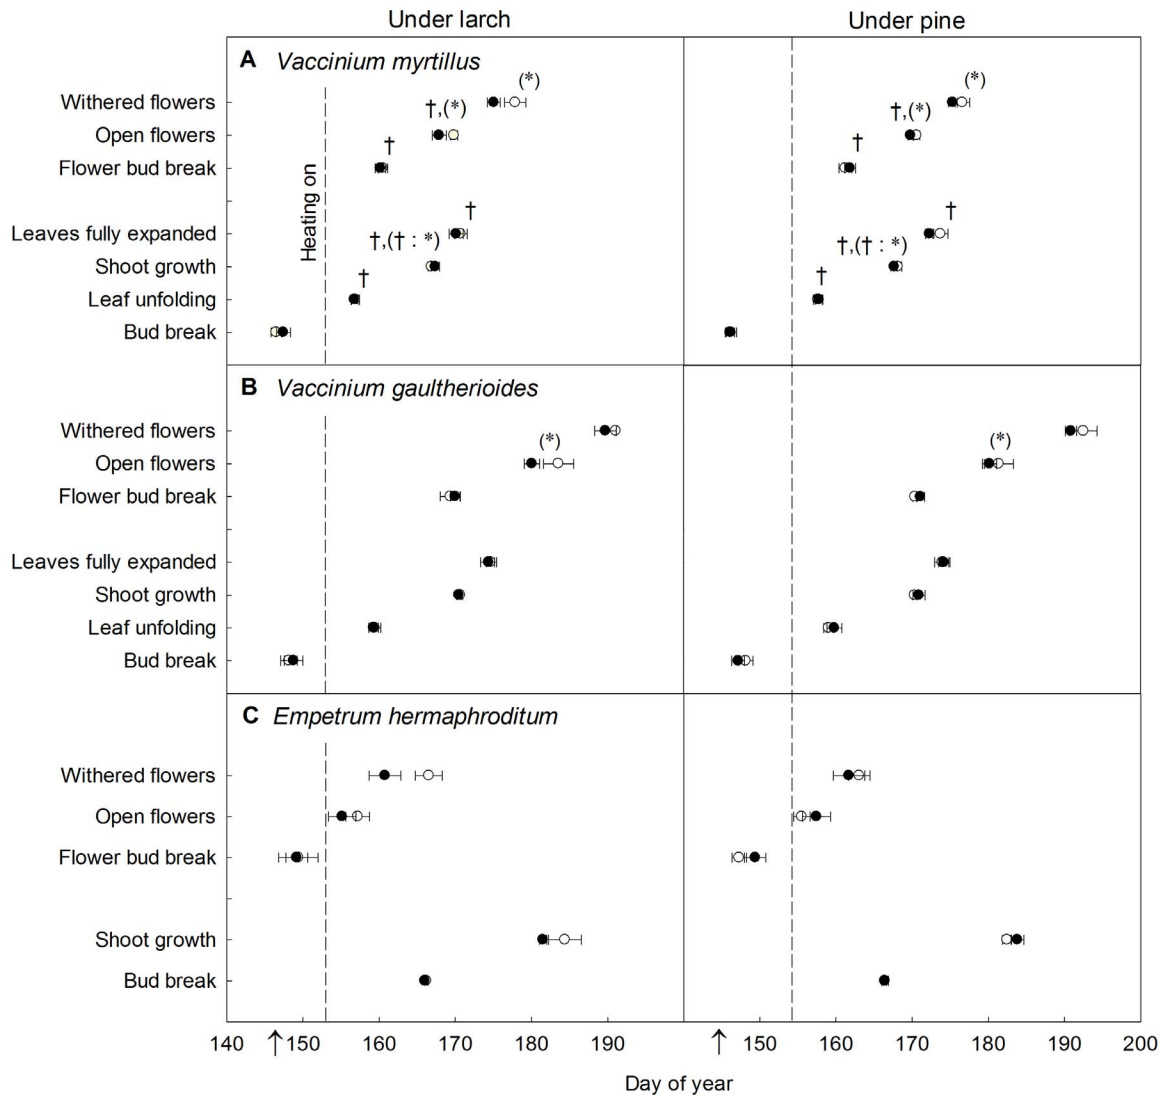 Under larch Under pine
A Vaccinium myrtillus
(*) (*)
Withered flowers
†,(*) †,(*)
Open flowers
† †
Flower bud break
Heating on
† †
Leaves fully expanded
†,(† : *) †,(† : *)
Shoot growth
† †
Leaf unfolding
Bud break
B Vaccinium gaultherioides
Withered flowers
(*) (*)
Open flowers
Flower bud break
Leaves fully expanded
Shoot growth
Leaf unfolding
Bud break
C Empetrum hermaphroditum
Withered flowers
Open flowers
Flower bud break
Shoot growth
Bud break
140 ↑ 150 160 170 180 190 ↑ 150 160 170 180 190 200
Day of year